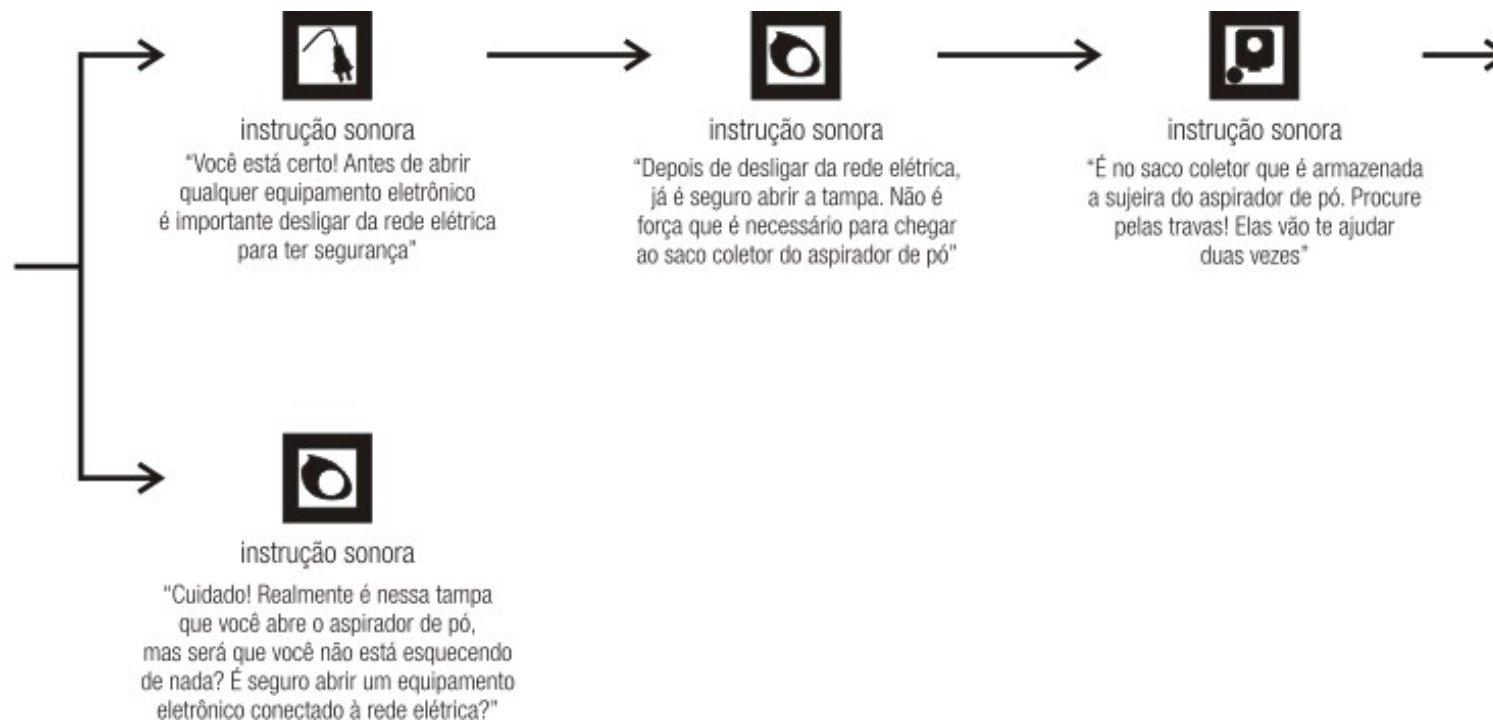 instrução sonora
“Você está certo! Antes de abrir
qualquer equipamento eletrônico
é importante desligar da rede elétrica
para ter segurança”
instrução sonora
“Depois de desligar da rede elétrica,
já é seguro abrir a tampa. Não é
força que é necessário para chegar
ao saco coletor do aspirador de pó”
instrução sonora
“É no saco coletor que é armazenada
a sujeira do aspirador de pó. Procure
pelas travas! Elas vão te ajudar
duas vezes”
instrução sonora
“Cuidado! Realmente é nessa tampa
que você abre o aspirador de pó,
mas será que você não está esquecendo
de nada? É seguro abrir um equipamento
eletrônico conectado à rede elétrica?”